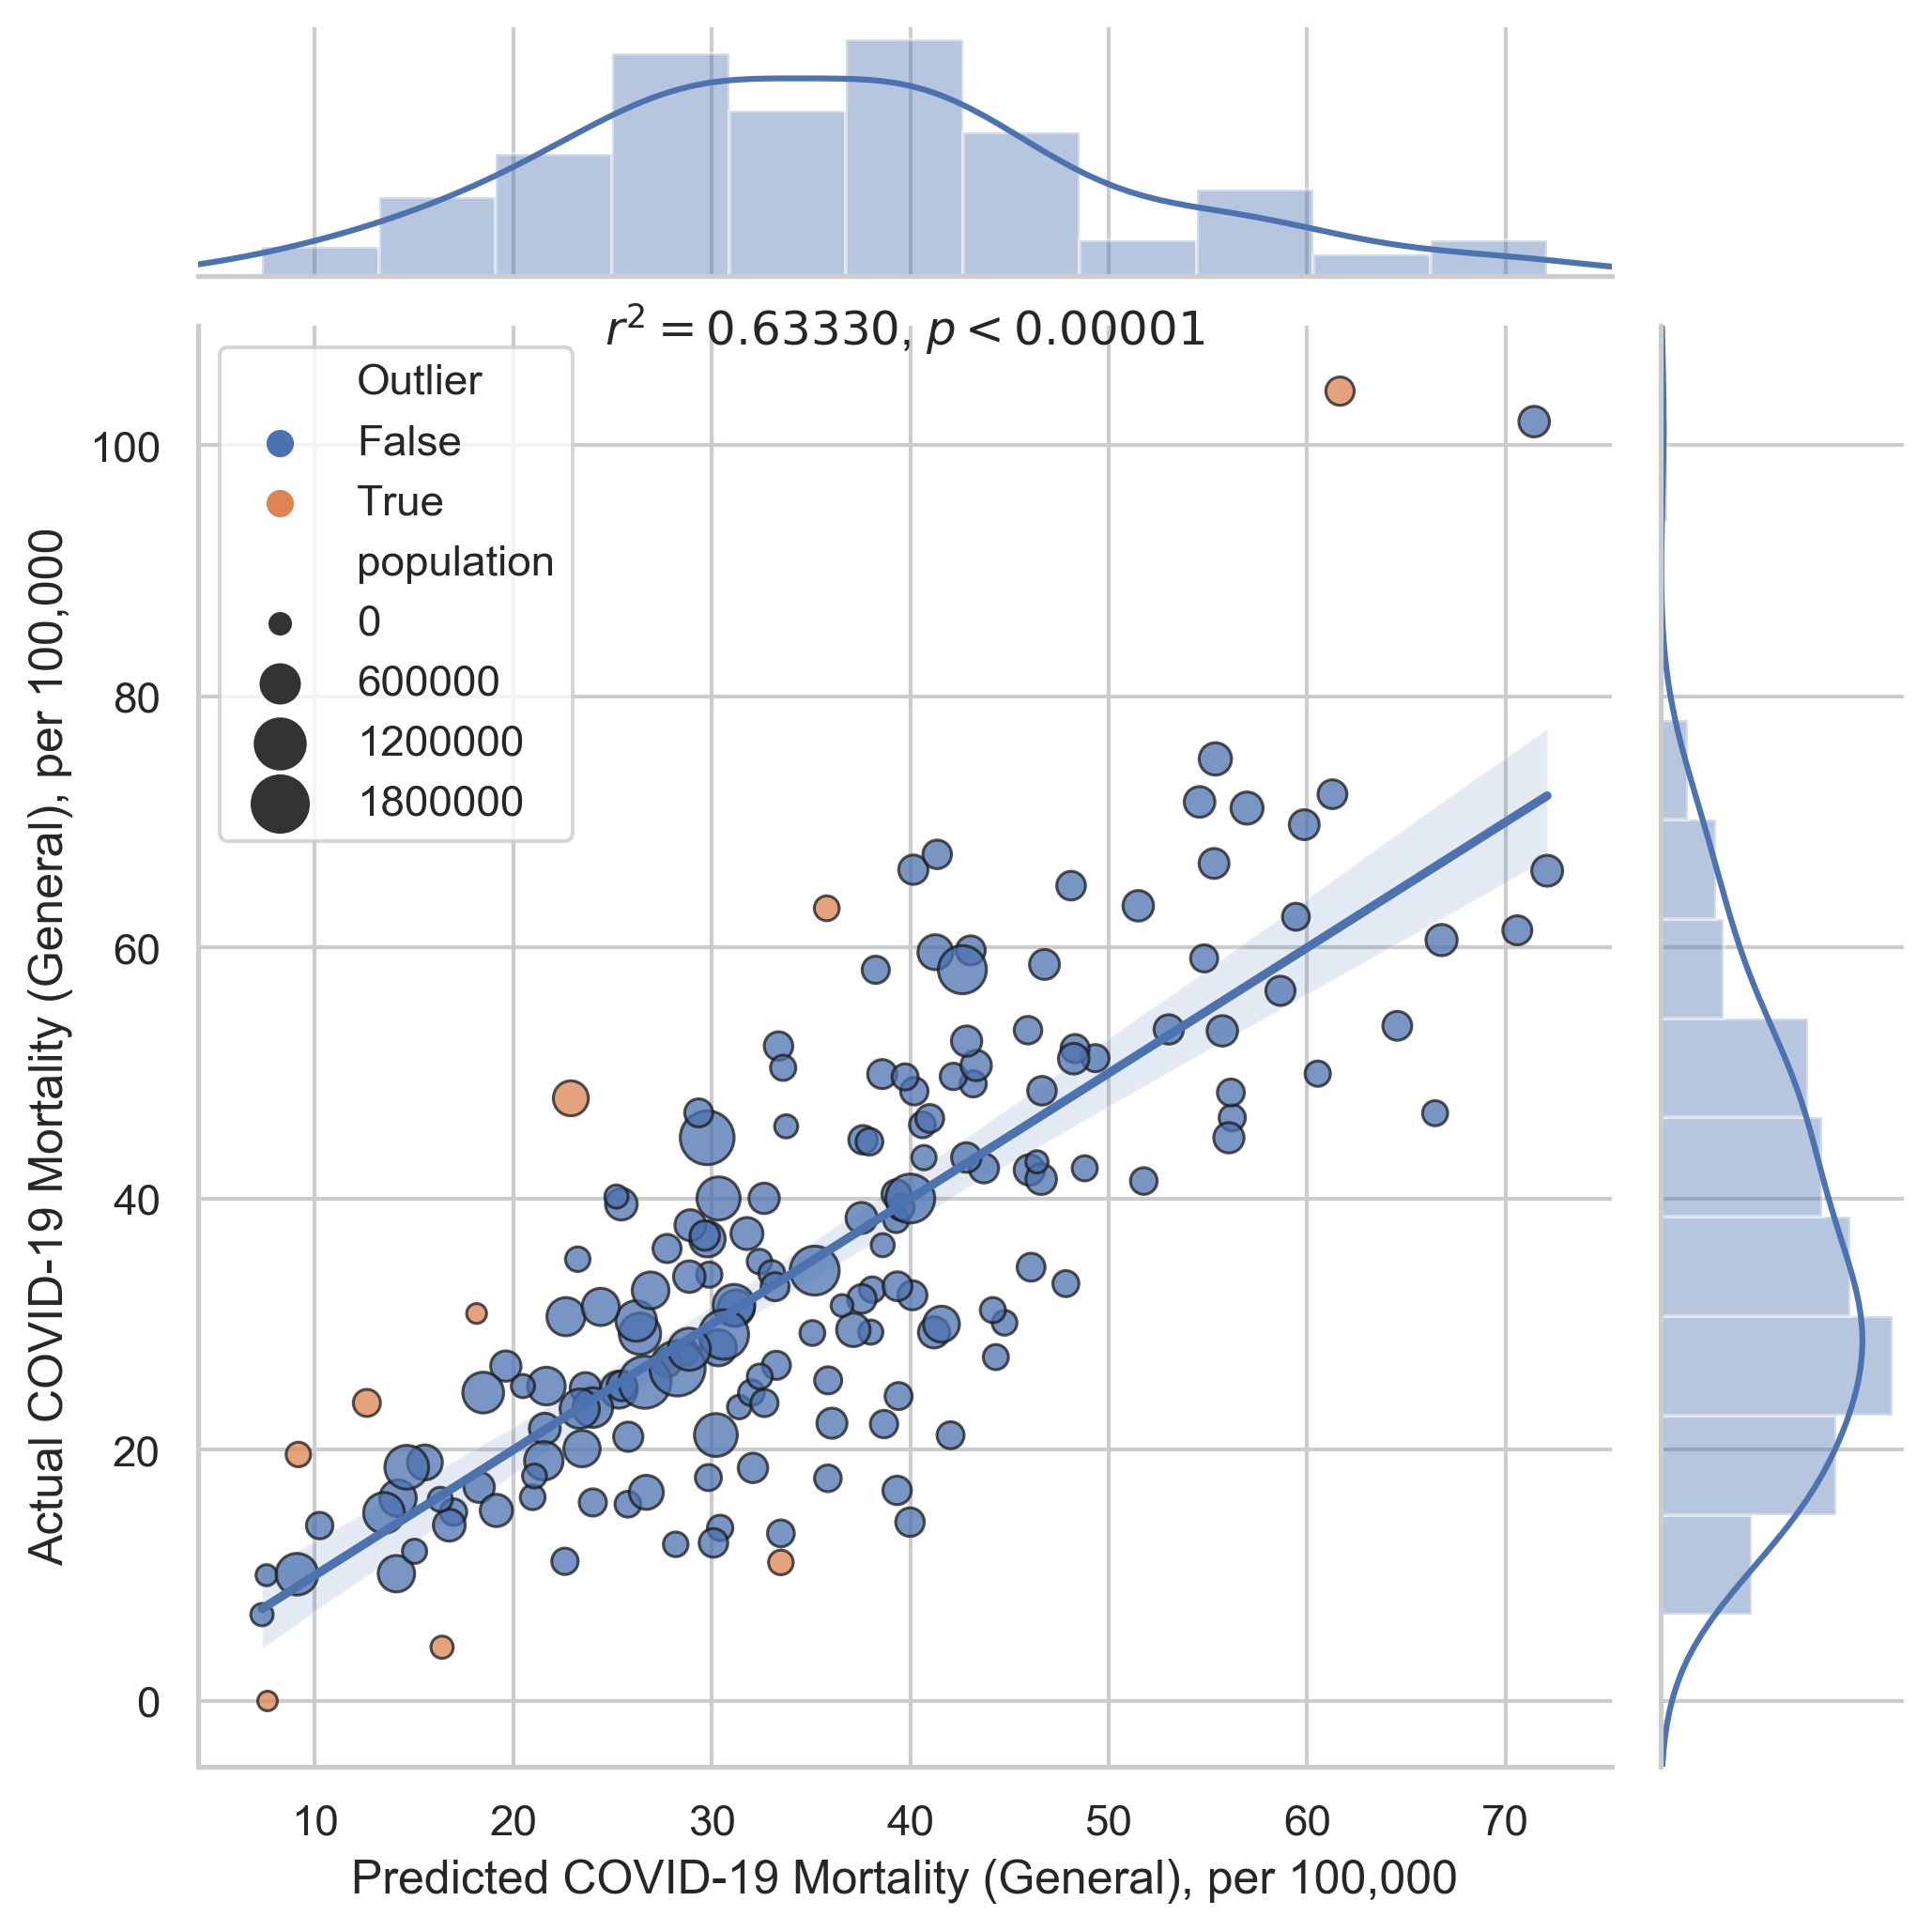 r² = 0.63330, p < 0.00001
Outlier
False
True
population
0
600000
1200000
1800000
100
80
60
40
20
0
Actual COVID-19 Mortality (General), per 100,000
10 20 30 40 50 60 70
Predicted COVID-19 Mortality (General), per 100,000